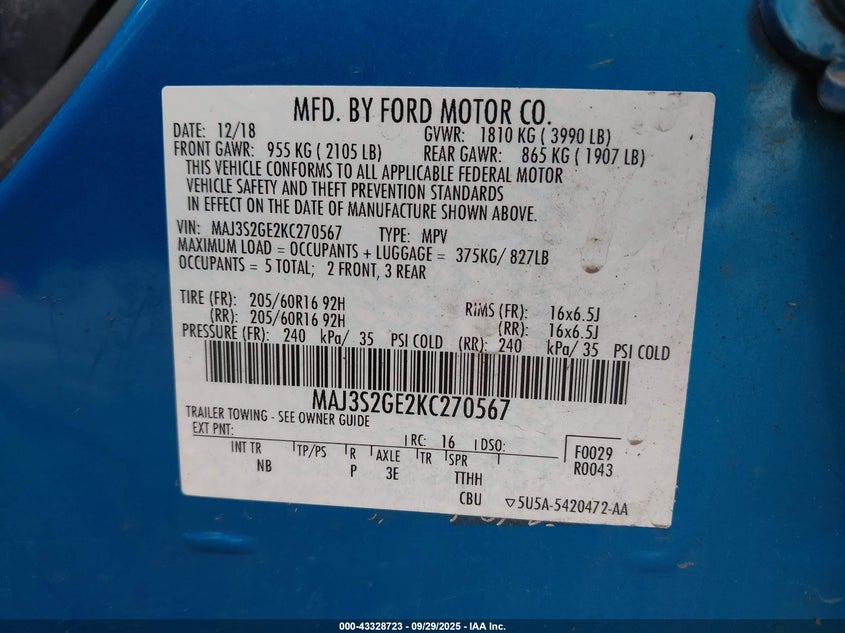 MFD. BY FORD MOTOR CO.
DATE: 12/18 GVWR: 1810 KG ( 3990 LB)
FRONT GAWR: 955 KG ( 2105 LB) REAR GAWR: 865 KG ( 1907 LB)
THIS VEHICLE CONFORMS TO ALL APPLICABLE FEDERAL MOTOR
VEHICLE SAFETY AND THEFT PREVENTION STANDARDS
IN EFFECT ON THE DATE OF MANUFACTURE SHOWN ABOVE.
VIN: MAJ3S2GE2KC270567 TYPE: MPV
MAXIMUM LOAD = OCCUPANTS + LUGGAGE = 375KG/ 827LB
OCCUPANTS = 5 TOTAL; 2 FRONT, 3 REAR
TIRE (FR): 205/60R16 92H RIMS (FR): 16x6.5J
(RR): 205/60R16 92H (RR): 16x6.5J
PRESSURE (FR): 240 kPa/ 35 PSI COLD (RR): 240 kPa/ 35 PSI COLD
MAJ3S2GE2KC270567
TRAILER TOWING - SEE OWNER GUIDE
EXT PNT: RC: 16 DSO: F0029
INT TR TP/PS R AXLE TR SPR R0043
NB P 3E TTHH
CBU 5U5A-5420472-AA
000-43328723 | 09/29/2025 - IAA Inc.